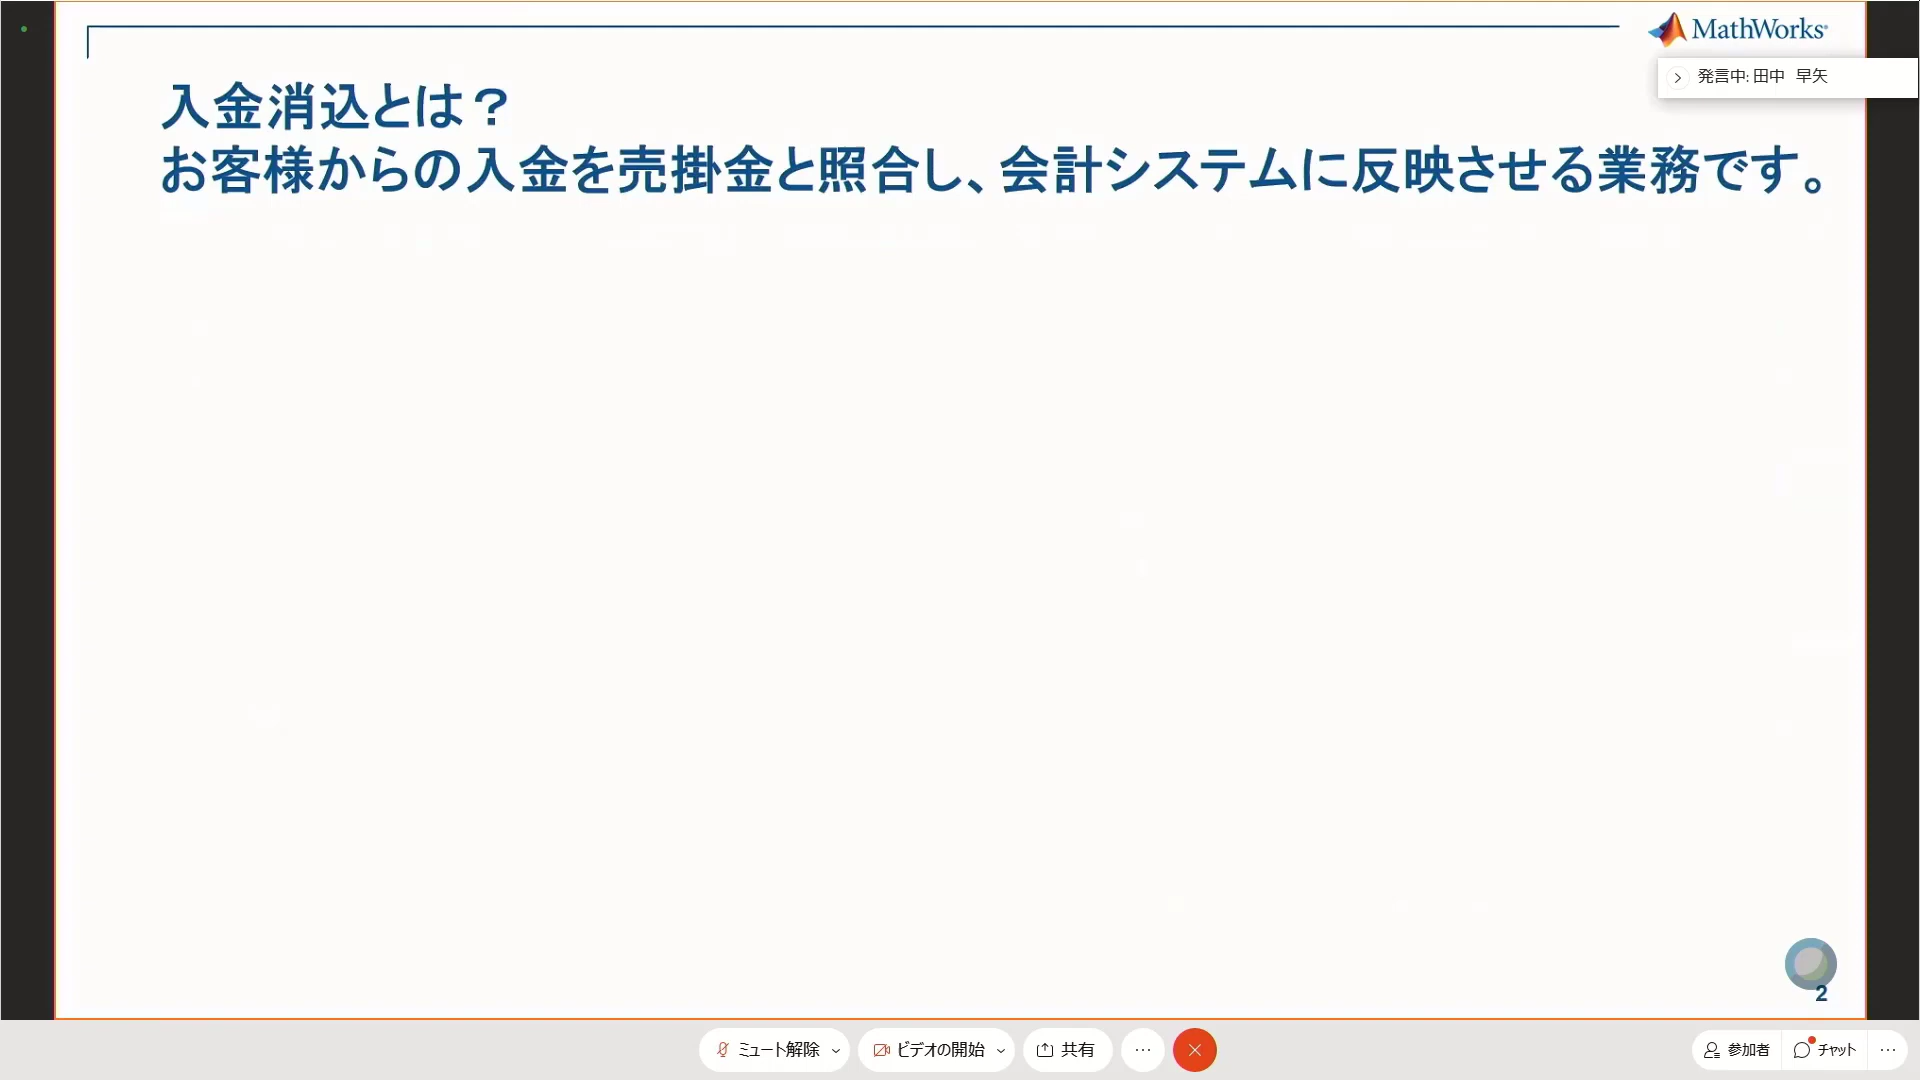 MathWorks®
発言中: 田中 早矢
入金消込とは？
お客様からの入金を売掛金と照合し、会計システムに反映させる業務です。
2
ミュート解除
ビデオの開始
共有
参加者
チャット